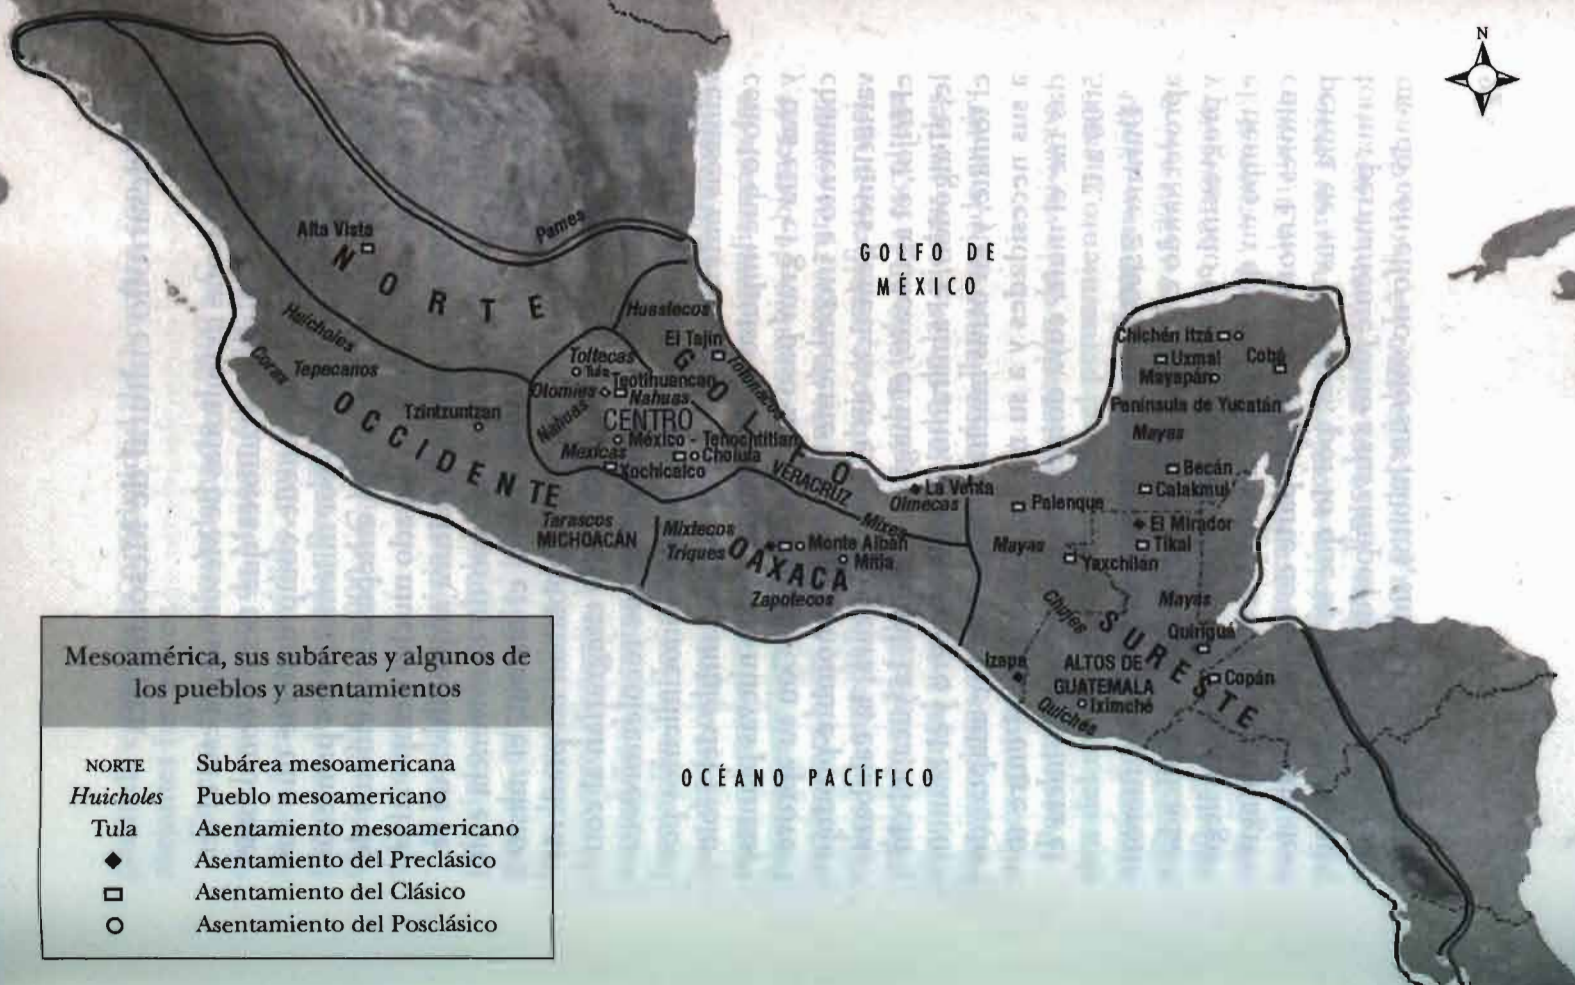 N
GOLFO DE
MÉXICO
Pames
Alta Vista
NORTE
Huastecos
El Tajín
GOLFO
Totonacos
Huicholes
Coras
Tepecanos
OCCIDENTE
Tzintzuntzan
Toltecas
Tula
Otomíes
Teotihuacan
Nahuas
Nahuas
CENTRO
México - Tenochtitlan
Mexicas
Cholula
Xochicalco
VERACRUZ
Tarascos
MICHOACÁN
Mixtecos
Triques
OAXACA
Monte Albán
Mitla
Zapotecos
Mixes
La Venta
Olmecas
Chichén Itzá
Uxmal
Cobá
Mayapán
Península de Yucatán
Mayas
Becán
Calakmul
Palenque
El Mirador
Tikal
Mayas
Yaxchilán
Chujes
Mayas
Quiriguá
SURESTE
Izapa
ALTOS DE
GUATEMALA
Copán
Iximché
Quichés
OCÉANO PACÍFICO
Mesoamérica, sus subáreas y algunos de
los pueblos y asentamientos
NORTE Subárea mesoamericana
Huicholes Pueblo mesoamericano
Tula Asentamiento mesoamericano
Asentamiento del Preclásico
Asentamiento del Clásico
Asentamiento del Posclásico